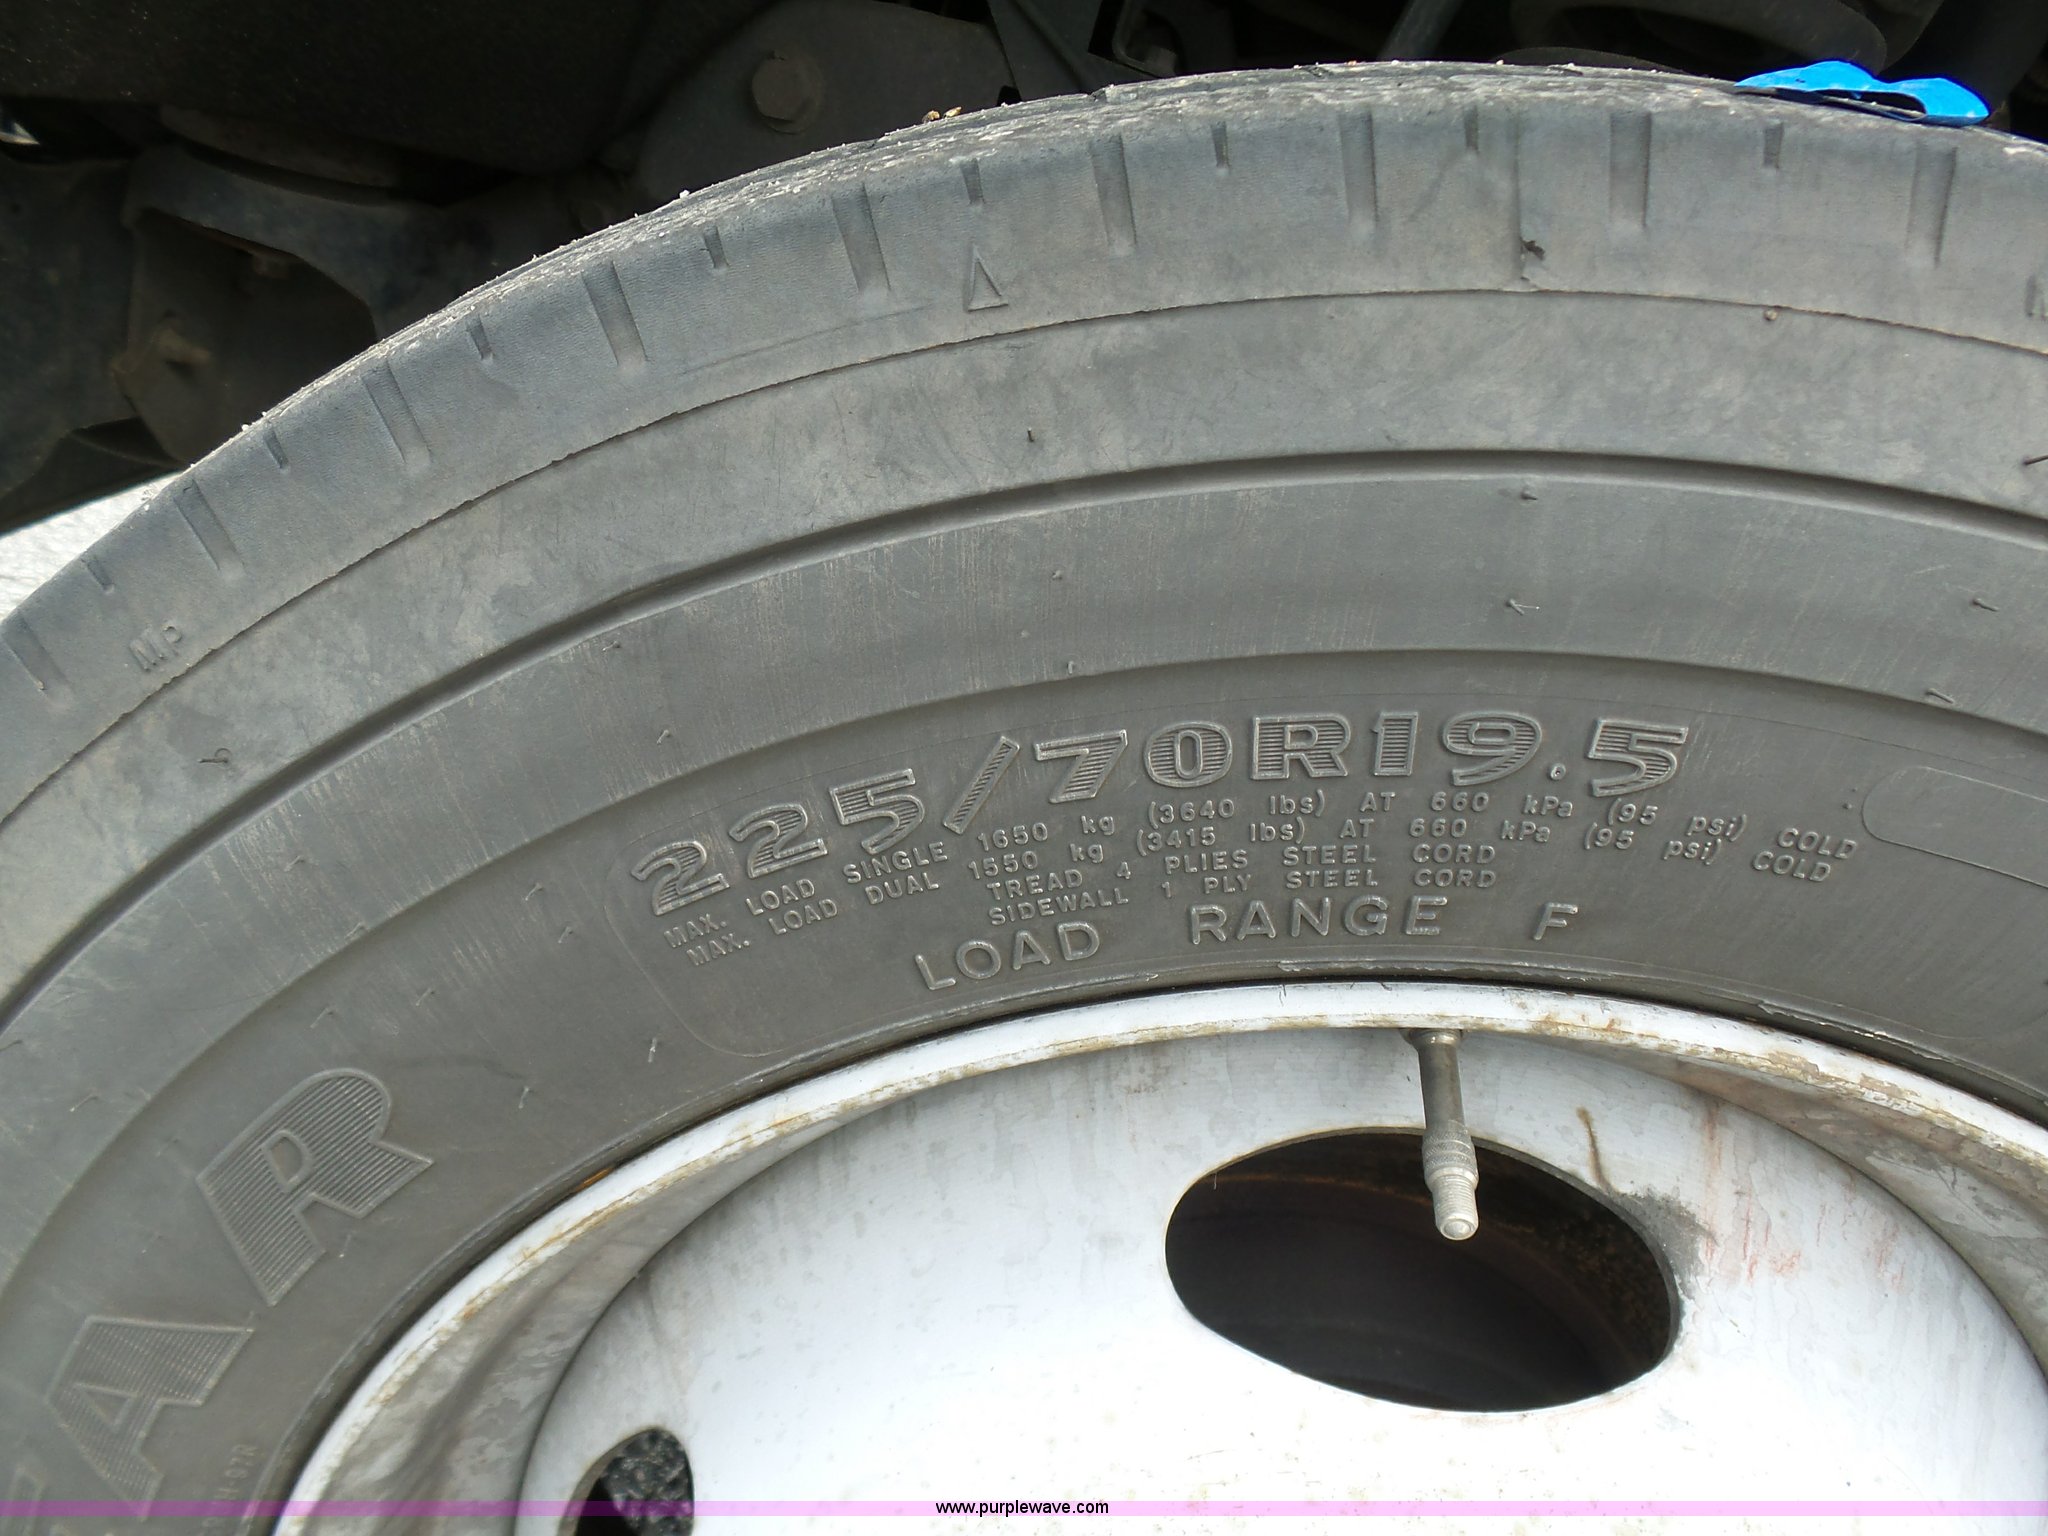 MP
225/70R19.5
MAX. LOAD SINGLE 1650 kg (3640 lbs) AT 660 kPa (95 psi) COLD
MAX. LOAD DUAL 1550 kg (3415 lbs) AT 660 kPa (95 psi) COLD
TREAD 4 PLIES STEEL CORD
SIDEWALL 1 PLY STEEL CORD
LOAD RANGE F
AR
www.purplewave.com